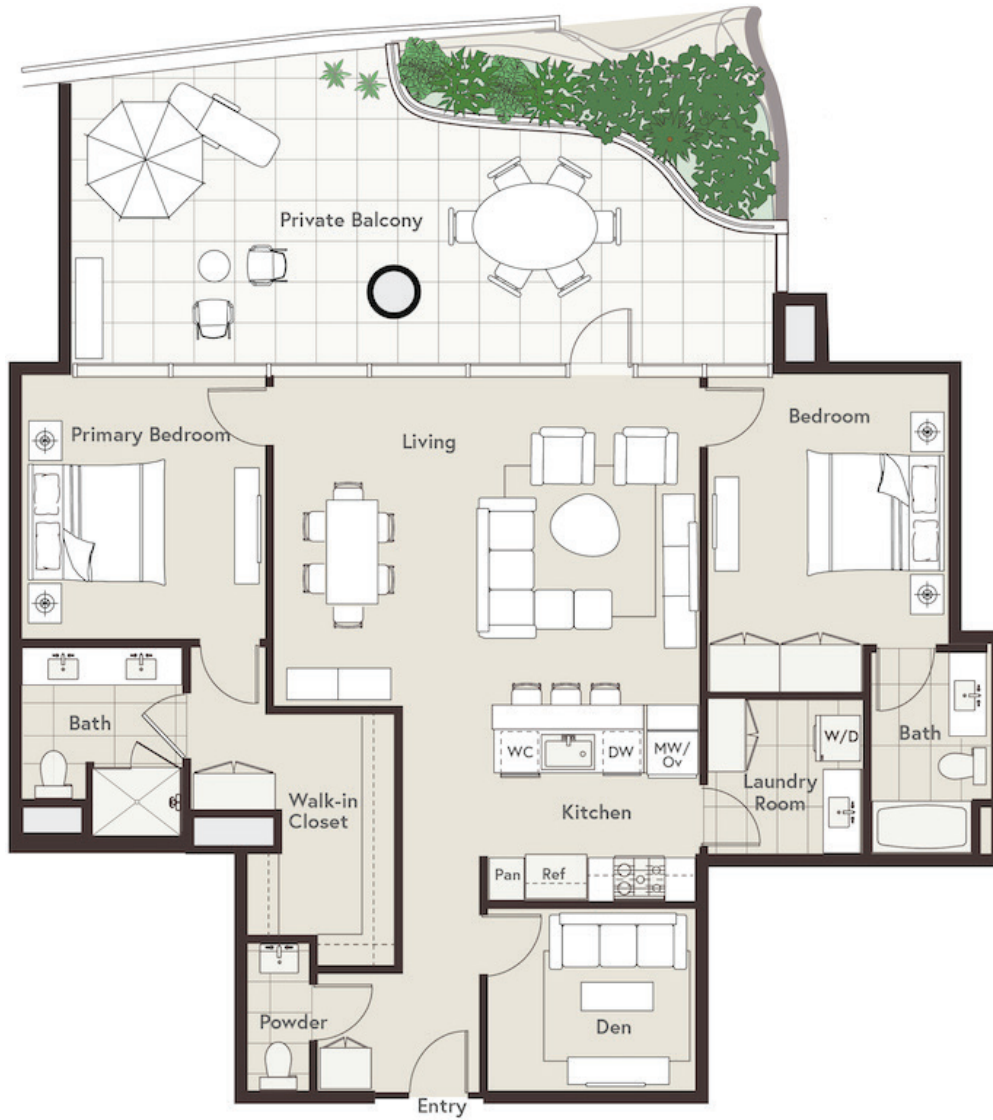 Private Balcony
Primary Bedroom
Living
Bedroom
Bath
WC
DW
MW/
Ov
W/D
Bath
Laundry
Room
Walk-in
Closet
Kitchen
Pan
Ref
Powder
Den
Entry